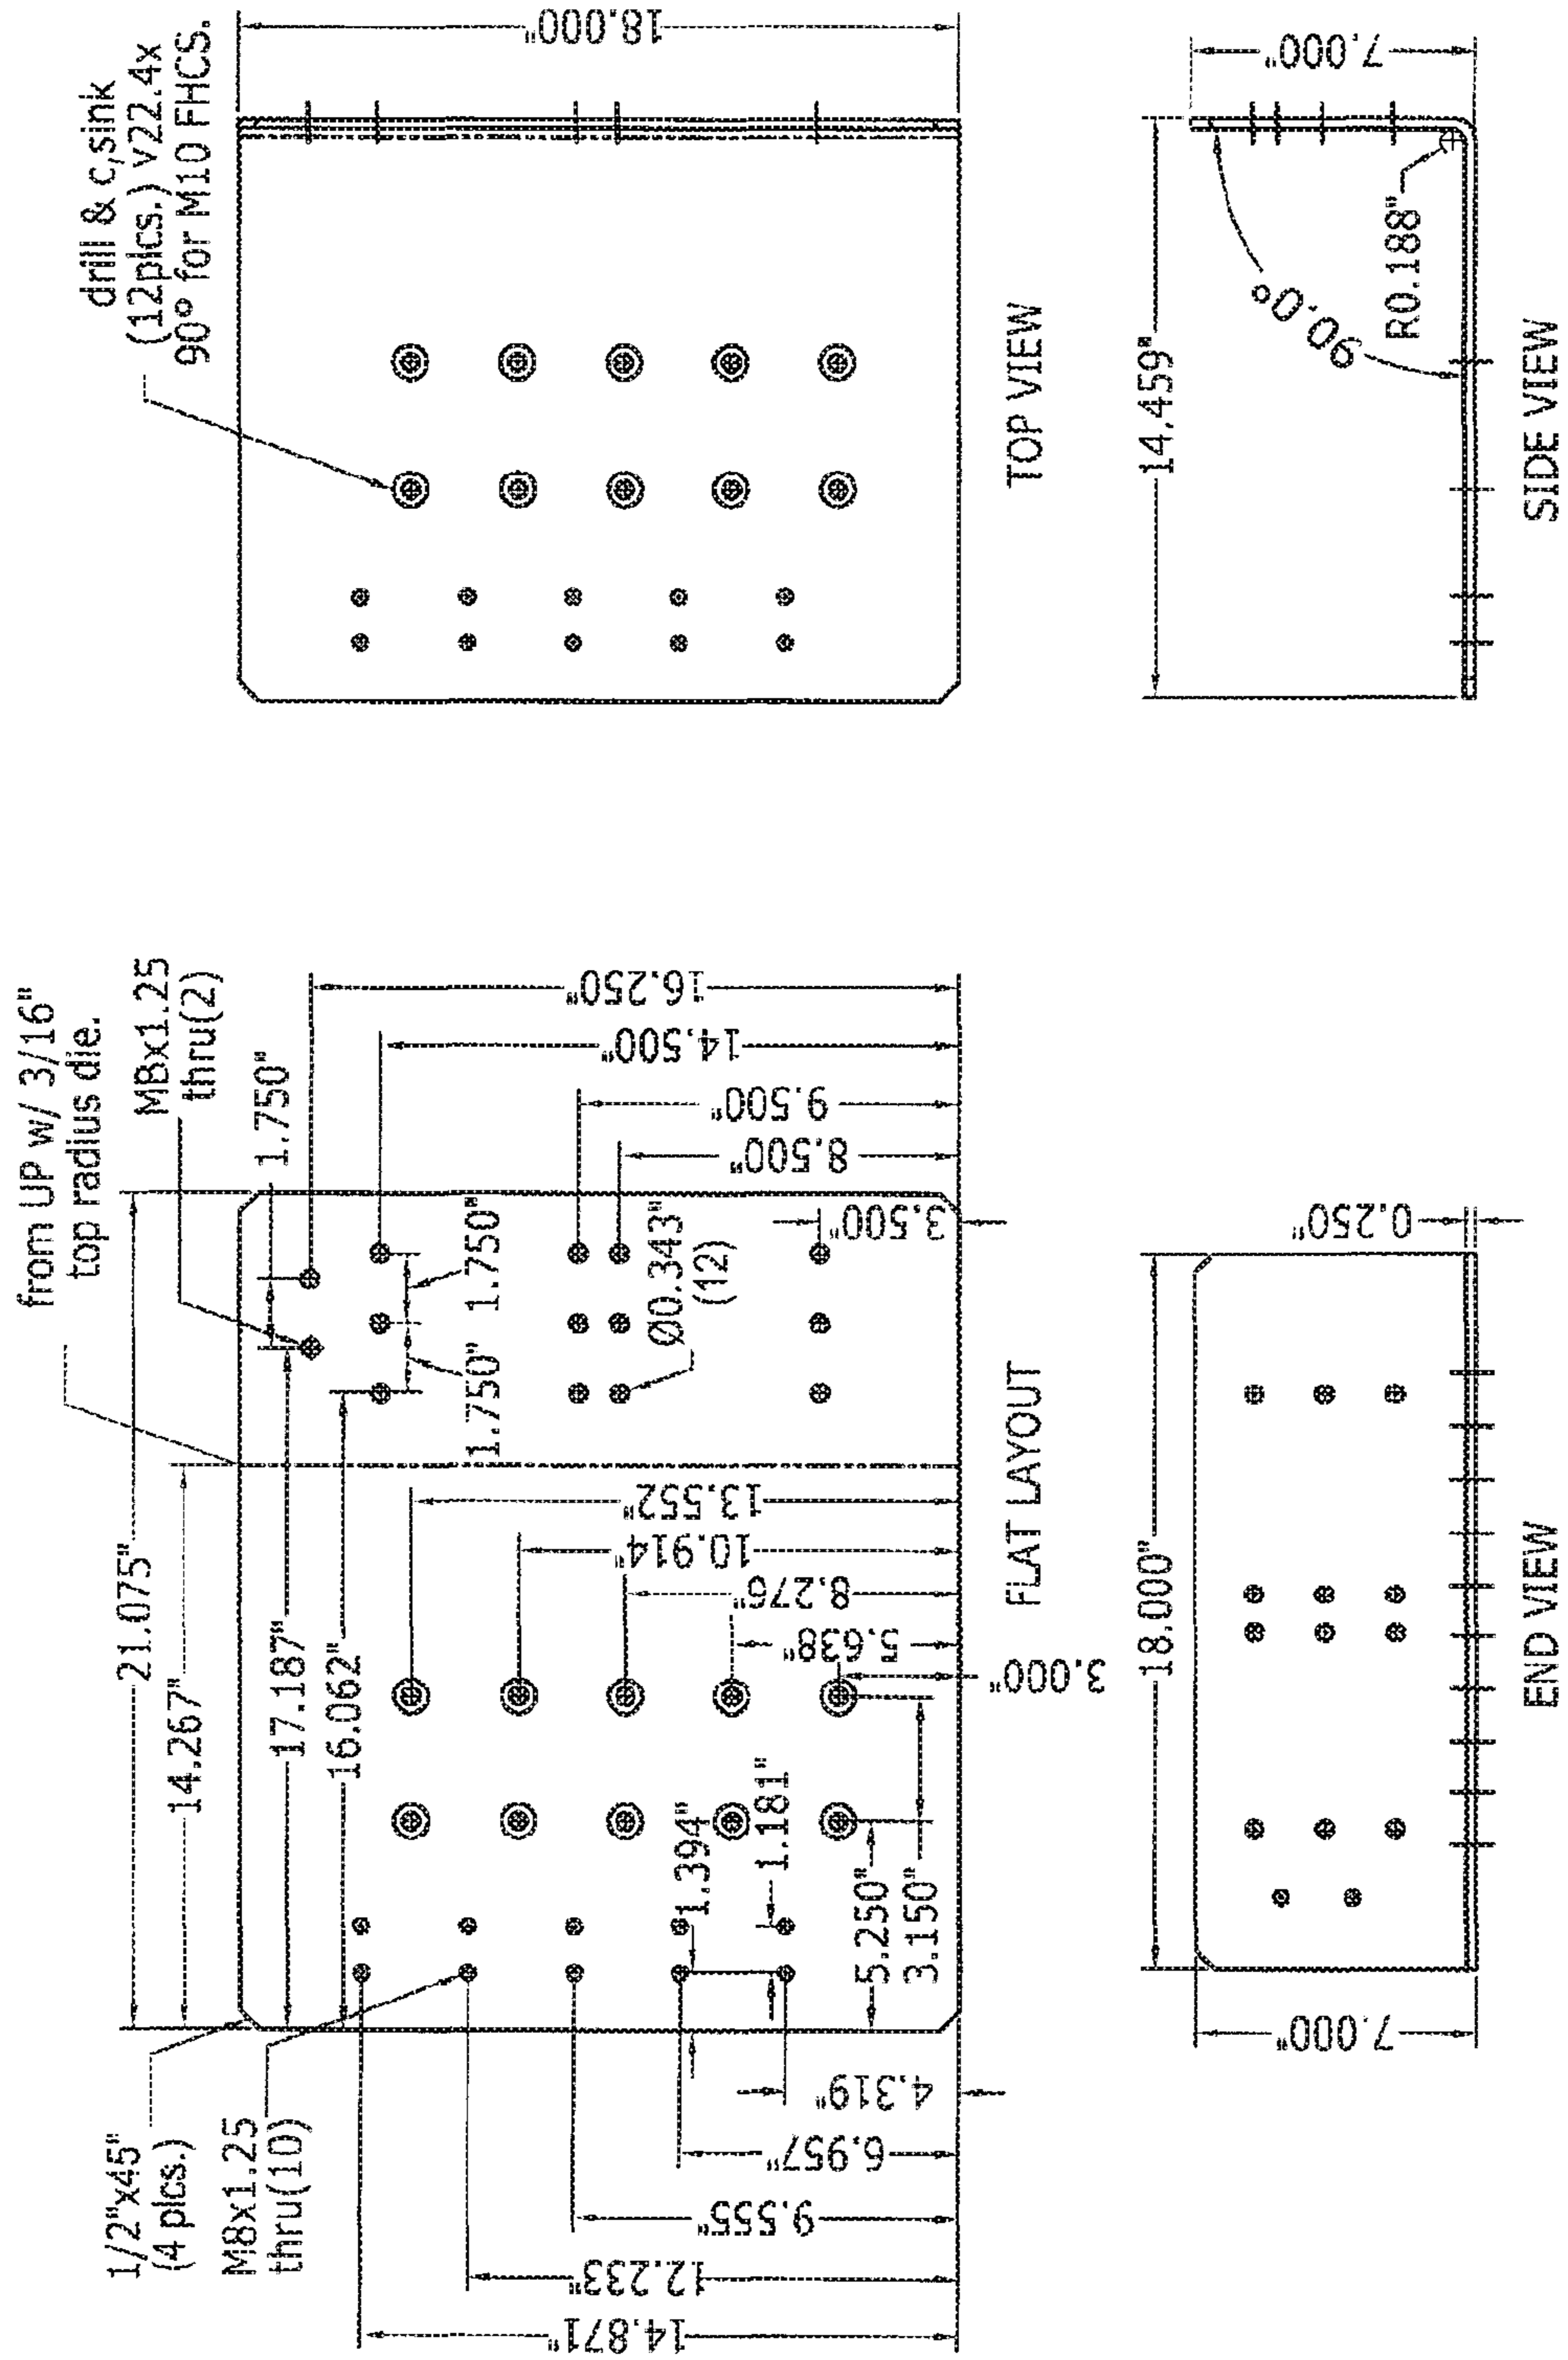 from UP w/ 3/16"
top radius die.
1/2"x45°
(4 plcs.)
M8x1.25
thru(10)
M8x1.25
thru(2)
21.075"
14.267"
17.187"
16.062"
1.750"
1.750"
1.750"
16.250"
14.500"
9.500"
8.500"
3.500"
Ø0.343"
(12)
13.552"
10.914"
8.276"
5.638"
3.000"
1.394"
1.181"
5.250"
3.150"
14.871"
12.233"
9.555"
6.957"
4.319"
FLAT LAYOUT
drill & c,sink
(12plcs.) V22.4x
90° for M10 FHCS.
18.000"
TOP VIEW
18.000"
7.000"
0.250"
END VIEW
14.459"
7.000"
90.0°
R0.188"
SIDE VIEW